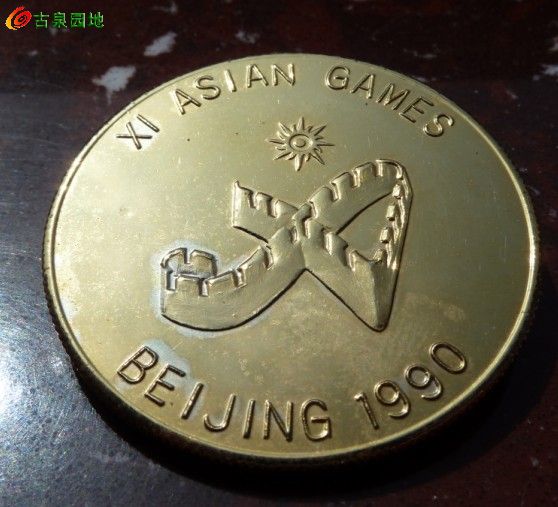 古泉园地
XI ASIAN GAMES
BEIJING 1990